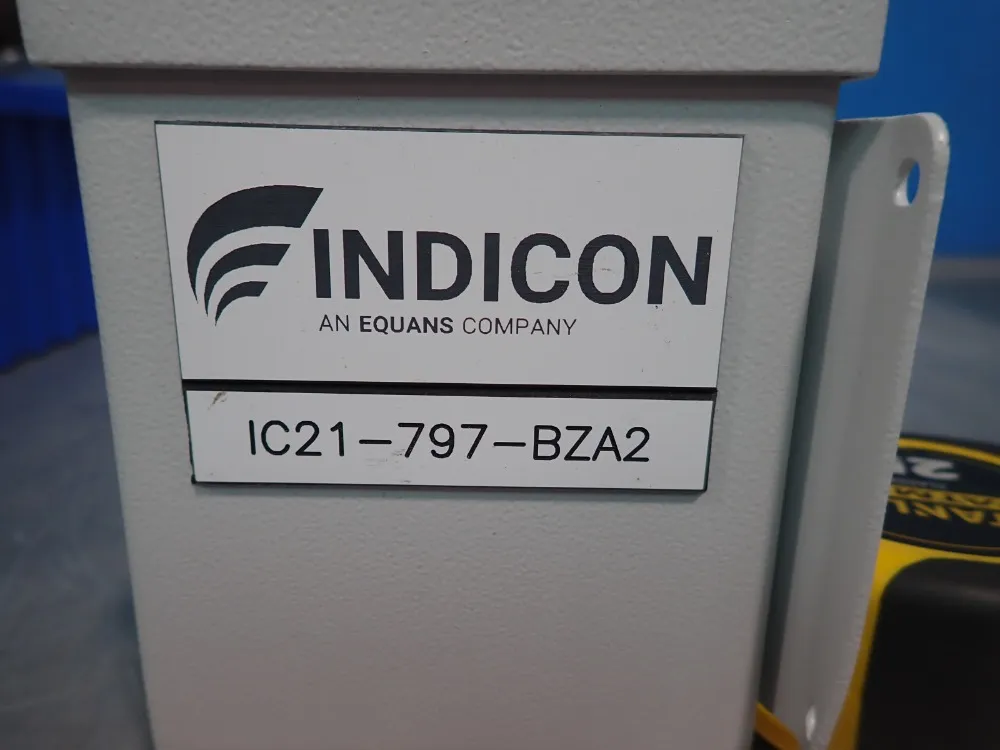 INDICON
AN EQUANS COMPANY
IC21-797-BZA2